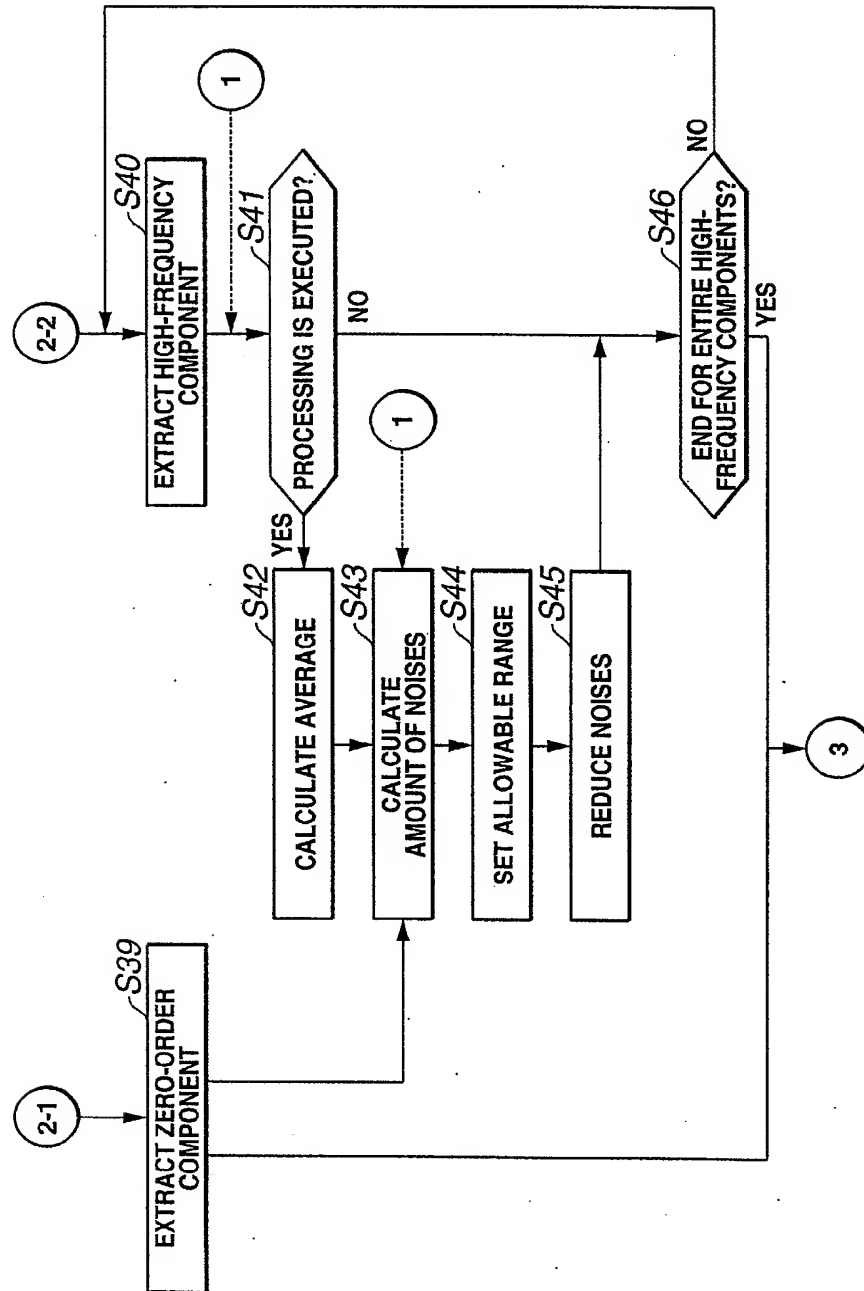 2-1
S39
EXTRACT ZERO-ORDER
COMPONENT
2-2
S40
EXTRACT HIGH-FREQUENCY
COMPONENT
1
S41
PROCESSING IS EXECUTED?
YES
NO
S42
CALCULATE AVERAGE
S43
CALCULATE
AMOUNT OF NOISES
1
S44
SET ALLOWABLE RANGE
S45
REDUCE NOISES
S46
END FOR ENTIRE HIGH-
FREQUENCY COMPONENTS?
NO
YES
3